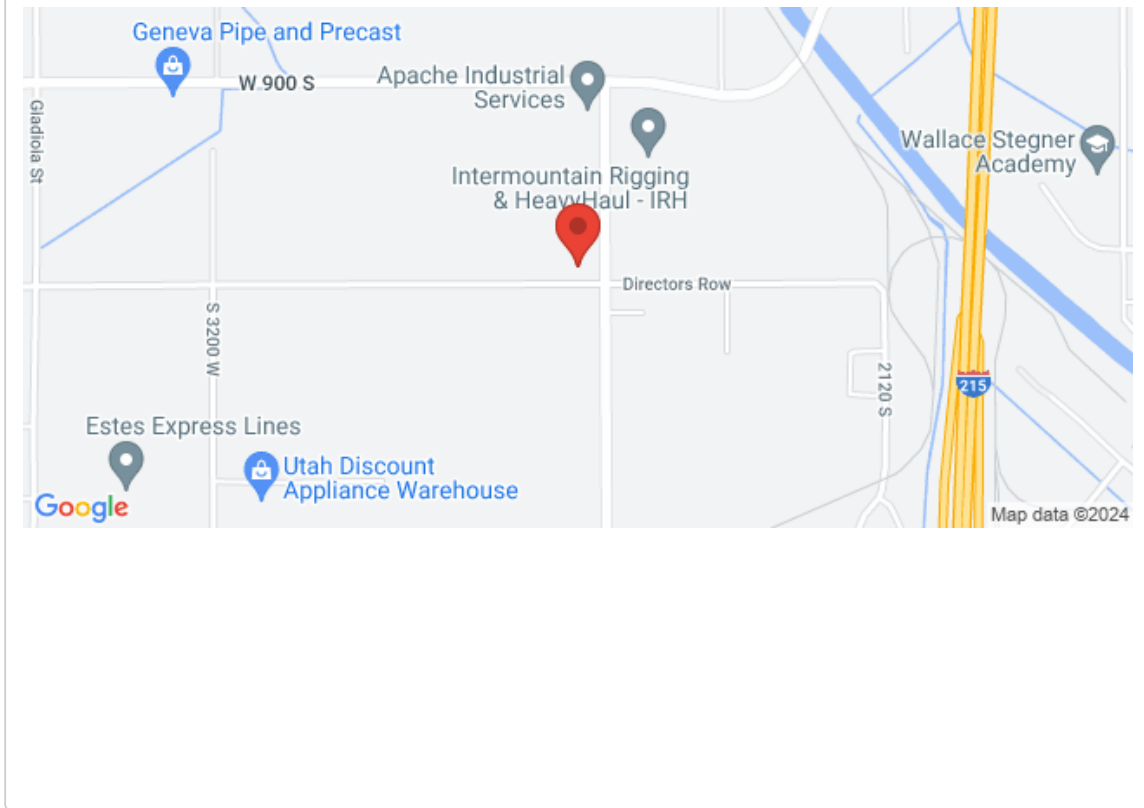 Geneva Pipe and Precast
W 900 S
Apache Industrial
Services
Gladiola St
Wallace Stegner
Academy
Intermountain Rigging
& HeavyHaul - IRH
Directors Row
S 3200 W
2120 S
215
Estes Express Lines
Utah Discount
Appliance Warehouse
Google
Map data ©2024